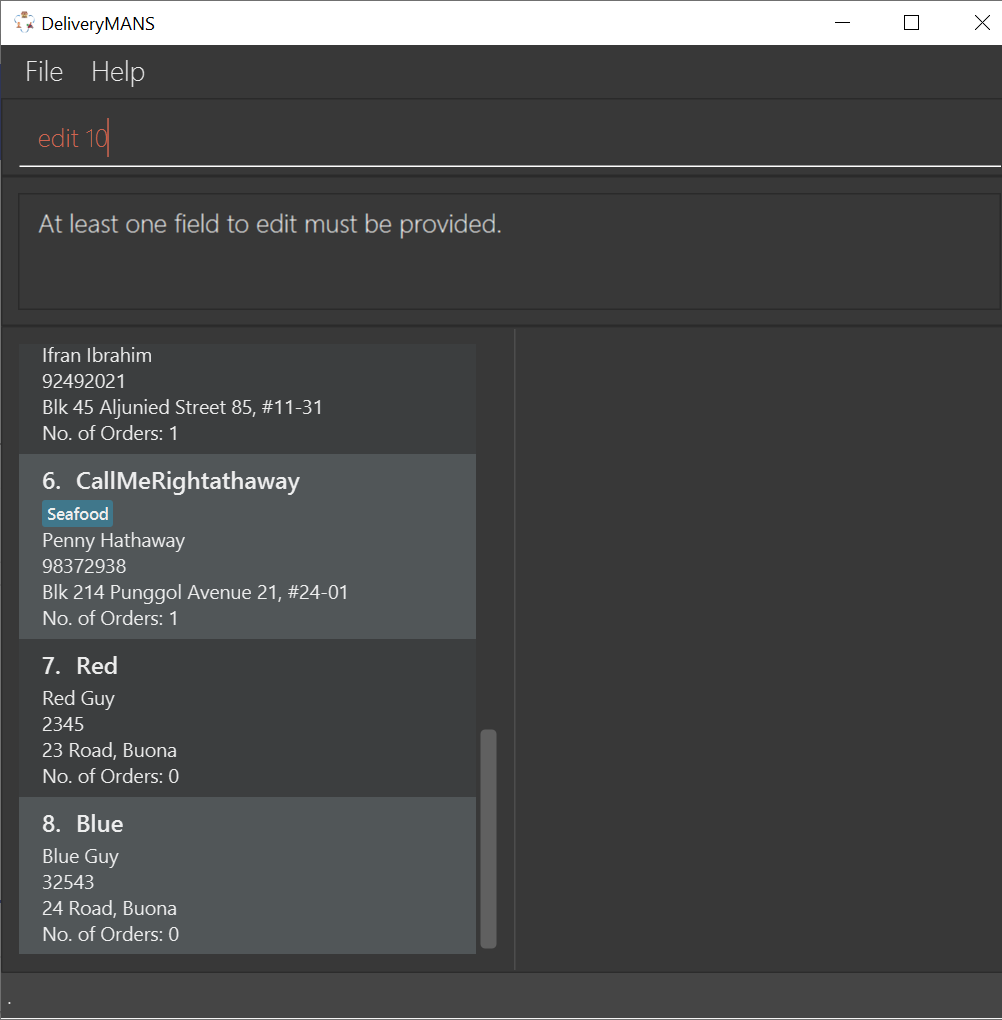 DeliveryMANS
File Help
edit 10
At least one field to edit must be provided.
Ifran Ibrahim
92492021
Blk 45 Aljunied Street 85, #11-31
No. of Orders: 1
6. CallMeRightathaway
Seafood
Penny Hathaway
98372938
Blk 214 Punggol Avenue 21, #24-01
No. of Orders: 1
7. Red
Red Guy
2345
23 Road, Buona
No. of Orders: 0
8. Blue
Blue Guy
32543
24 Road, Buona
No. of Orders: 0
.